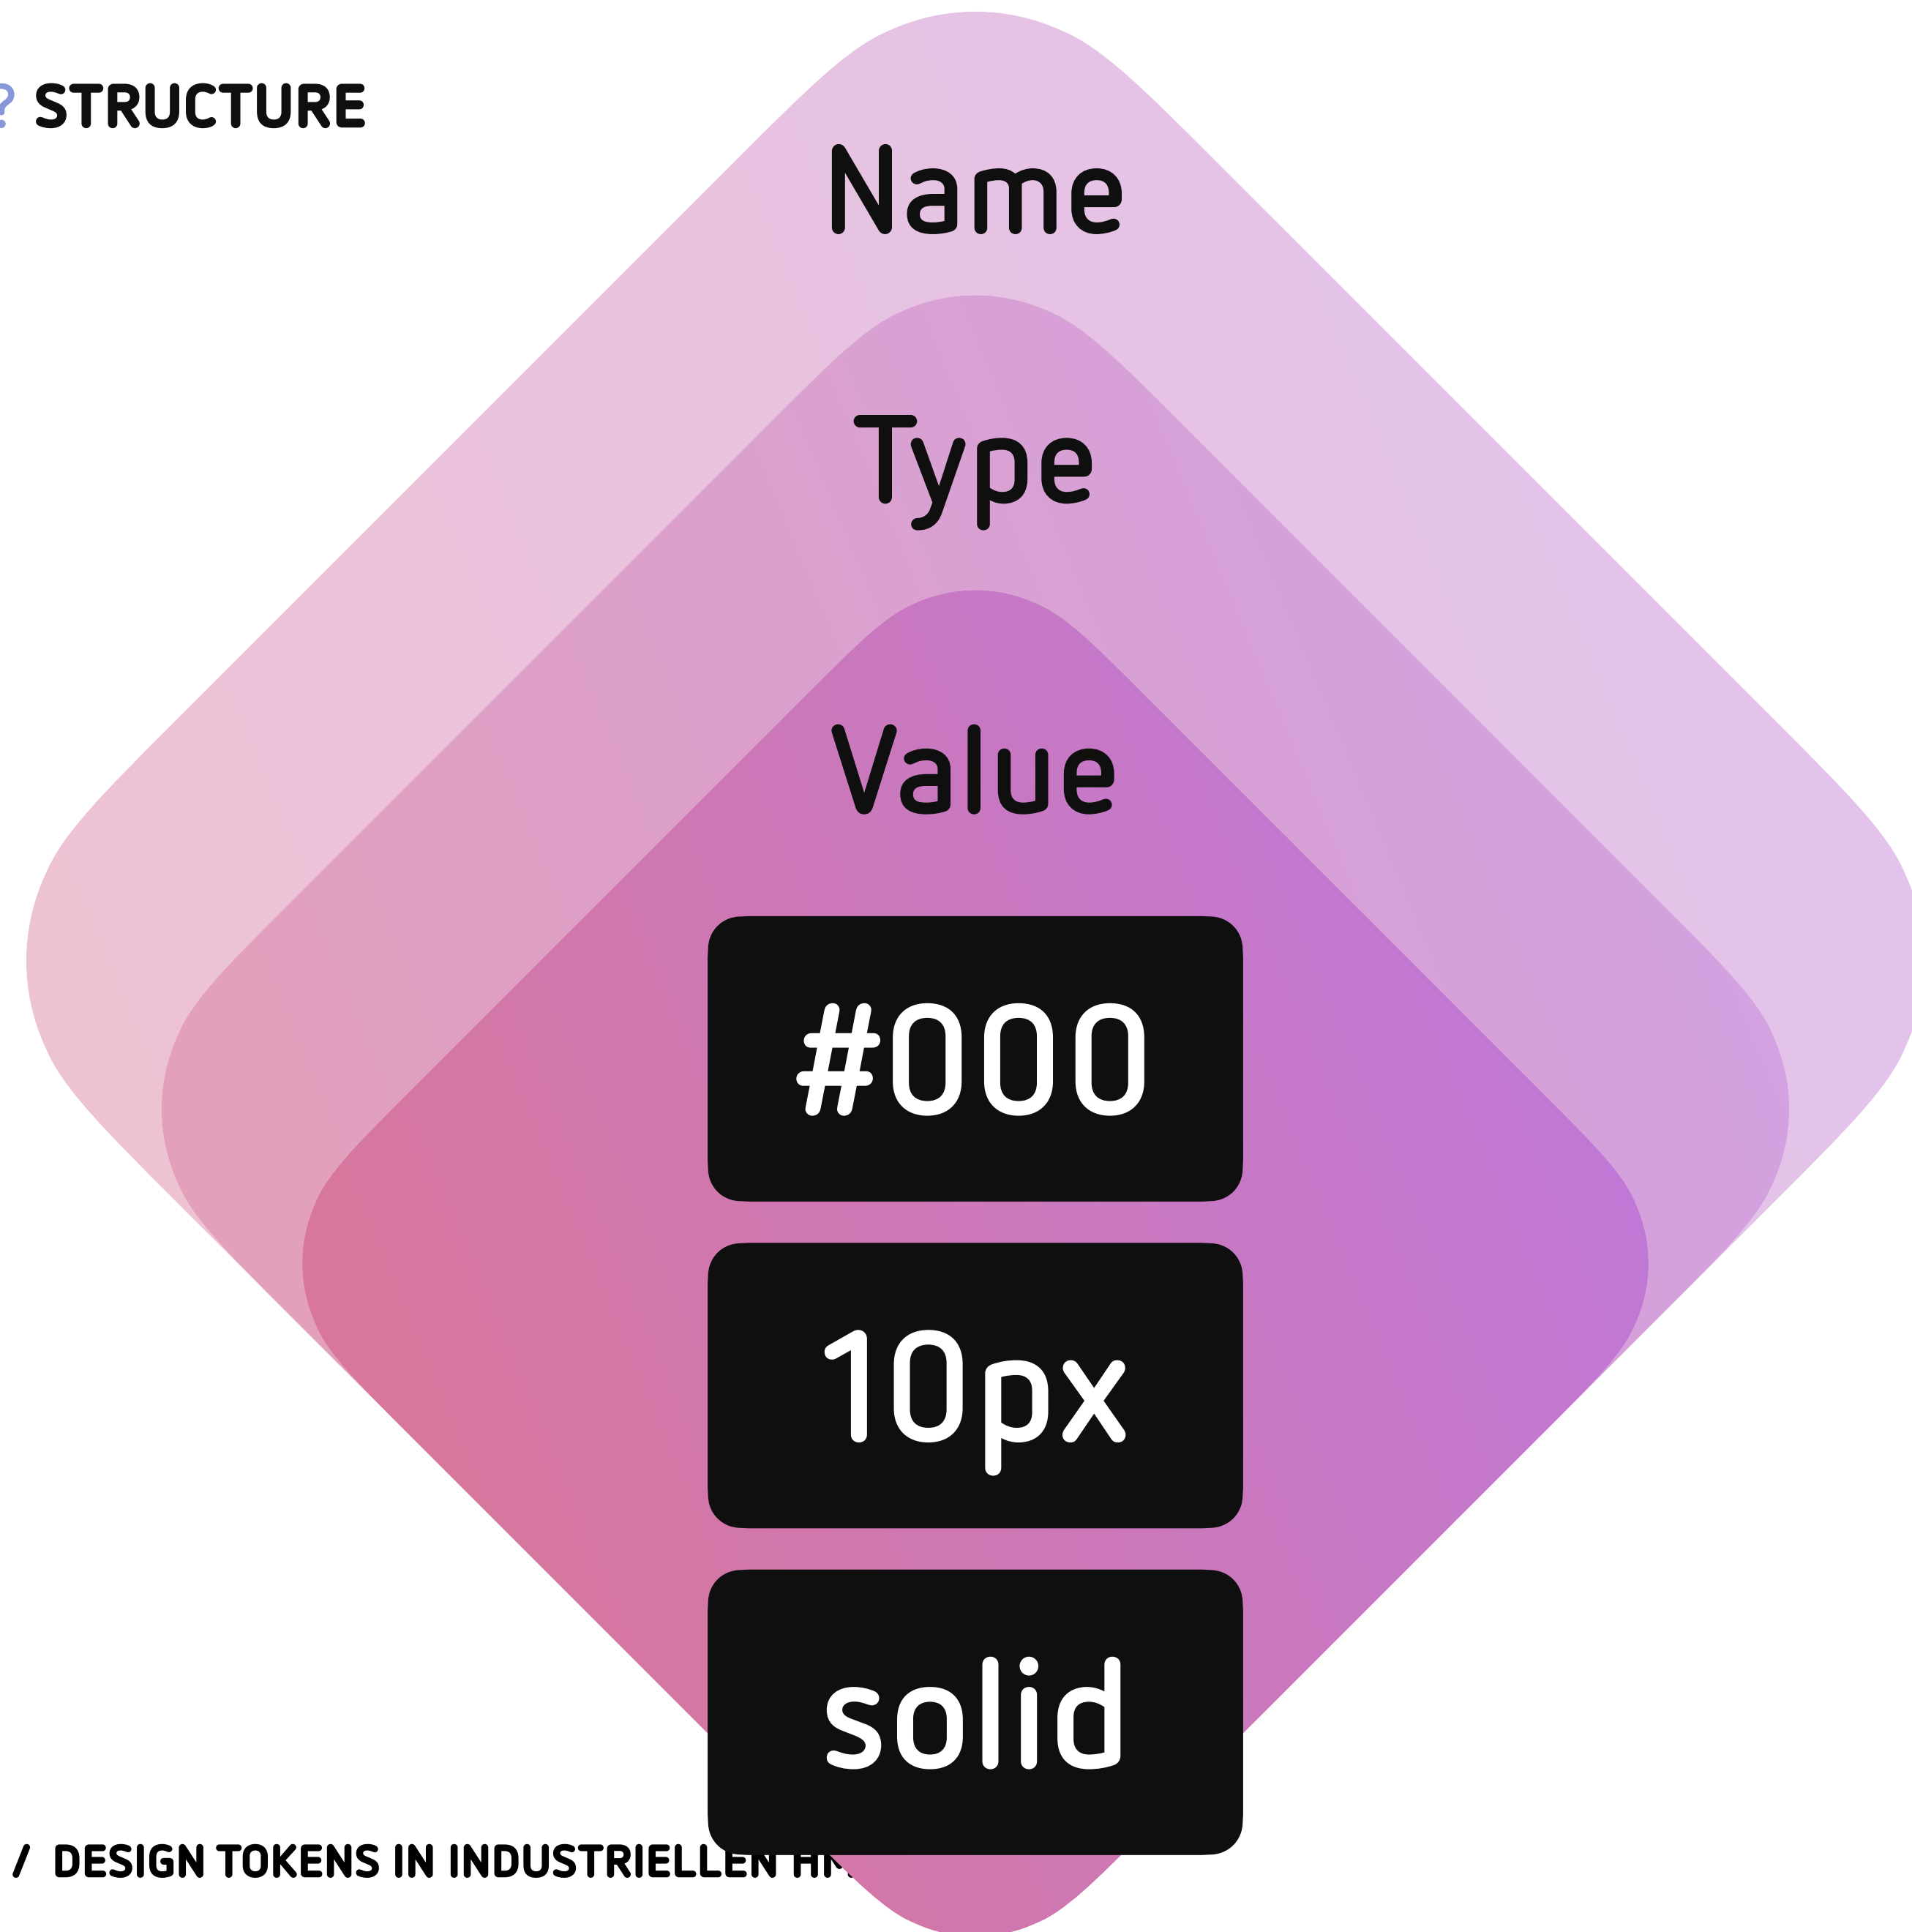 ? STRUCTURE
Name
Type
Value
#000
10px
solid
/ DESIGN TOKENS IN INDUSTRIELLEN